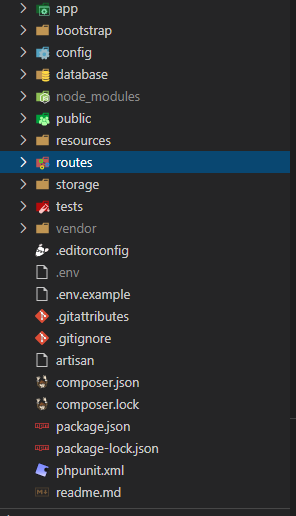 app
bootstrap
config
database
node_modules
public
resources
routes
storage
tests
vendor
.editorconfig
.env
.env.example
.gitattributes
.gitignore
artisan
composer.json
composer.lock
package.json
package-lock.json
phpunit.xml
readme.md